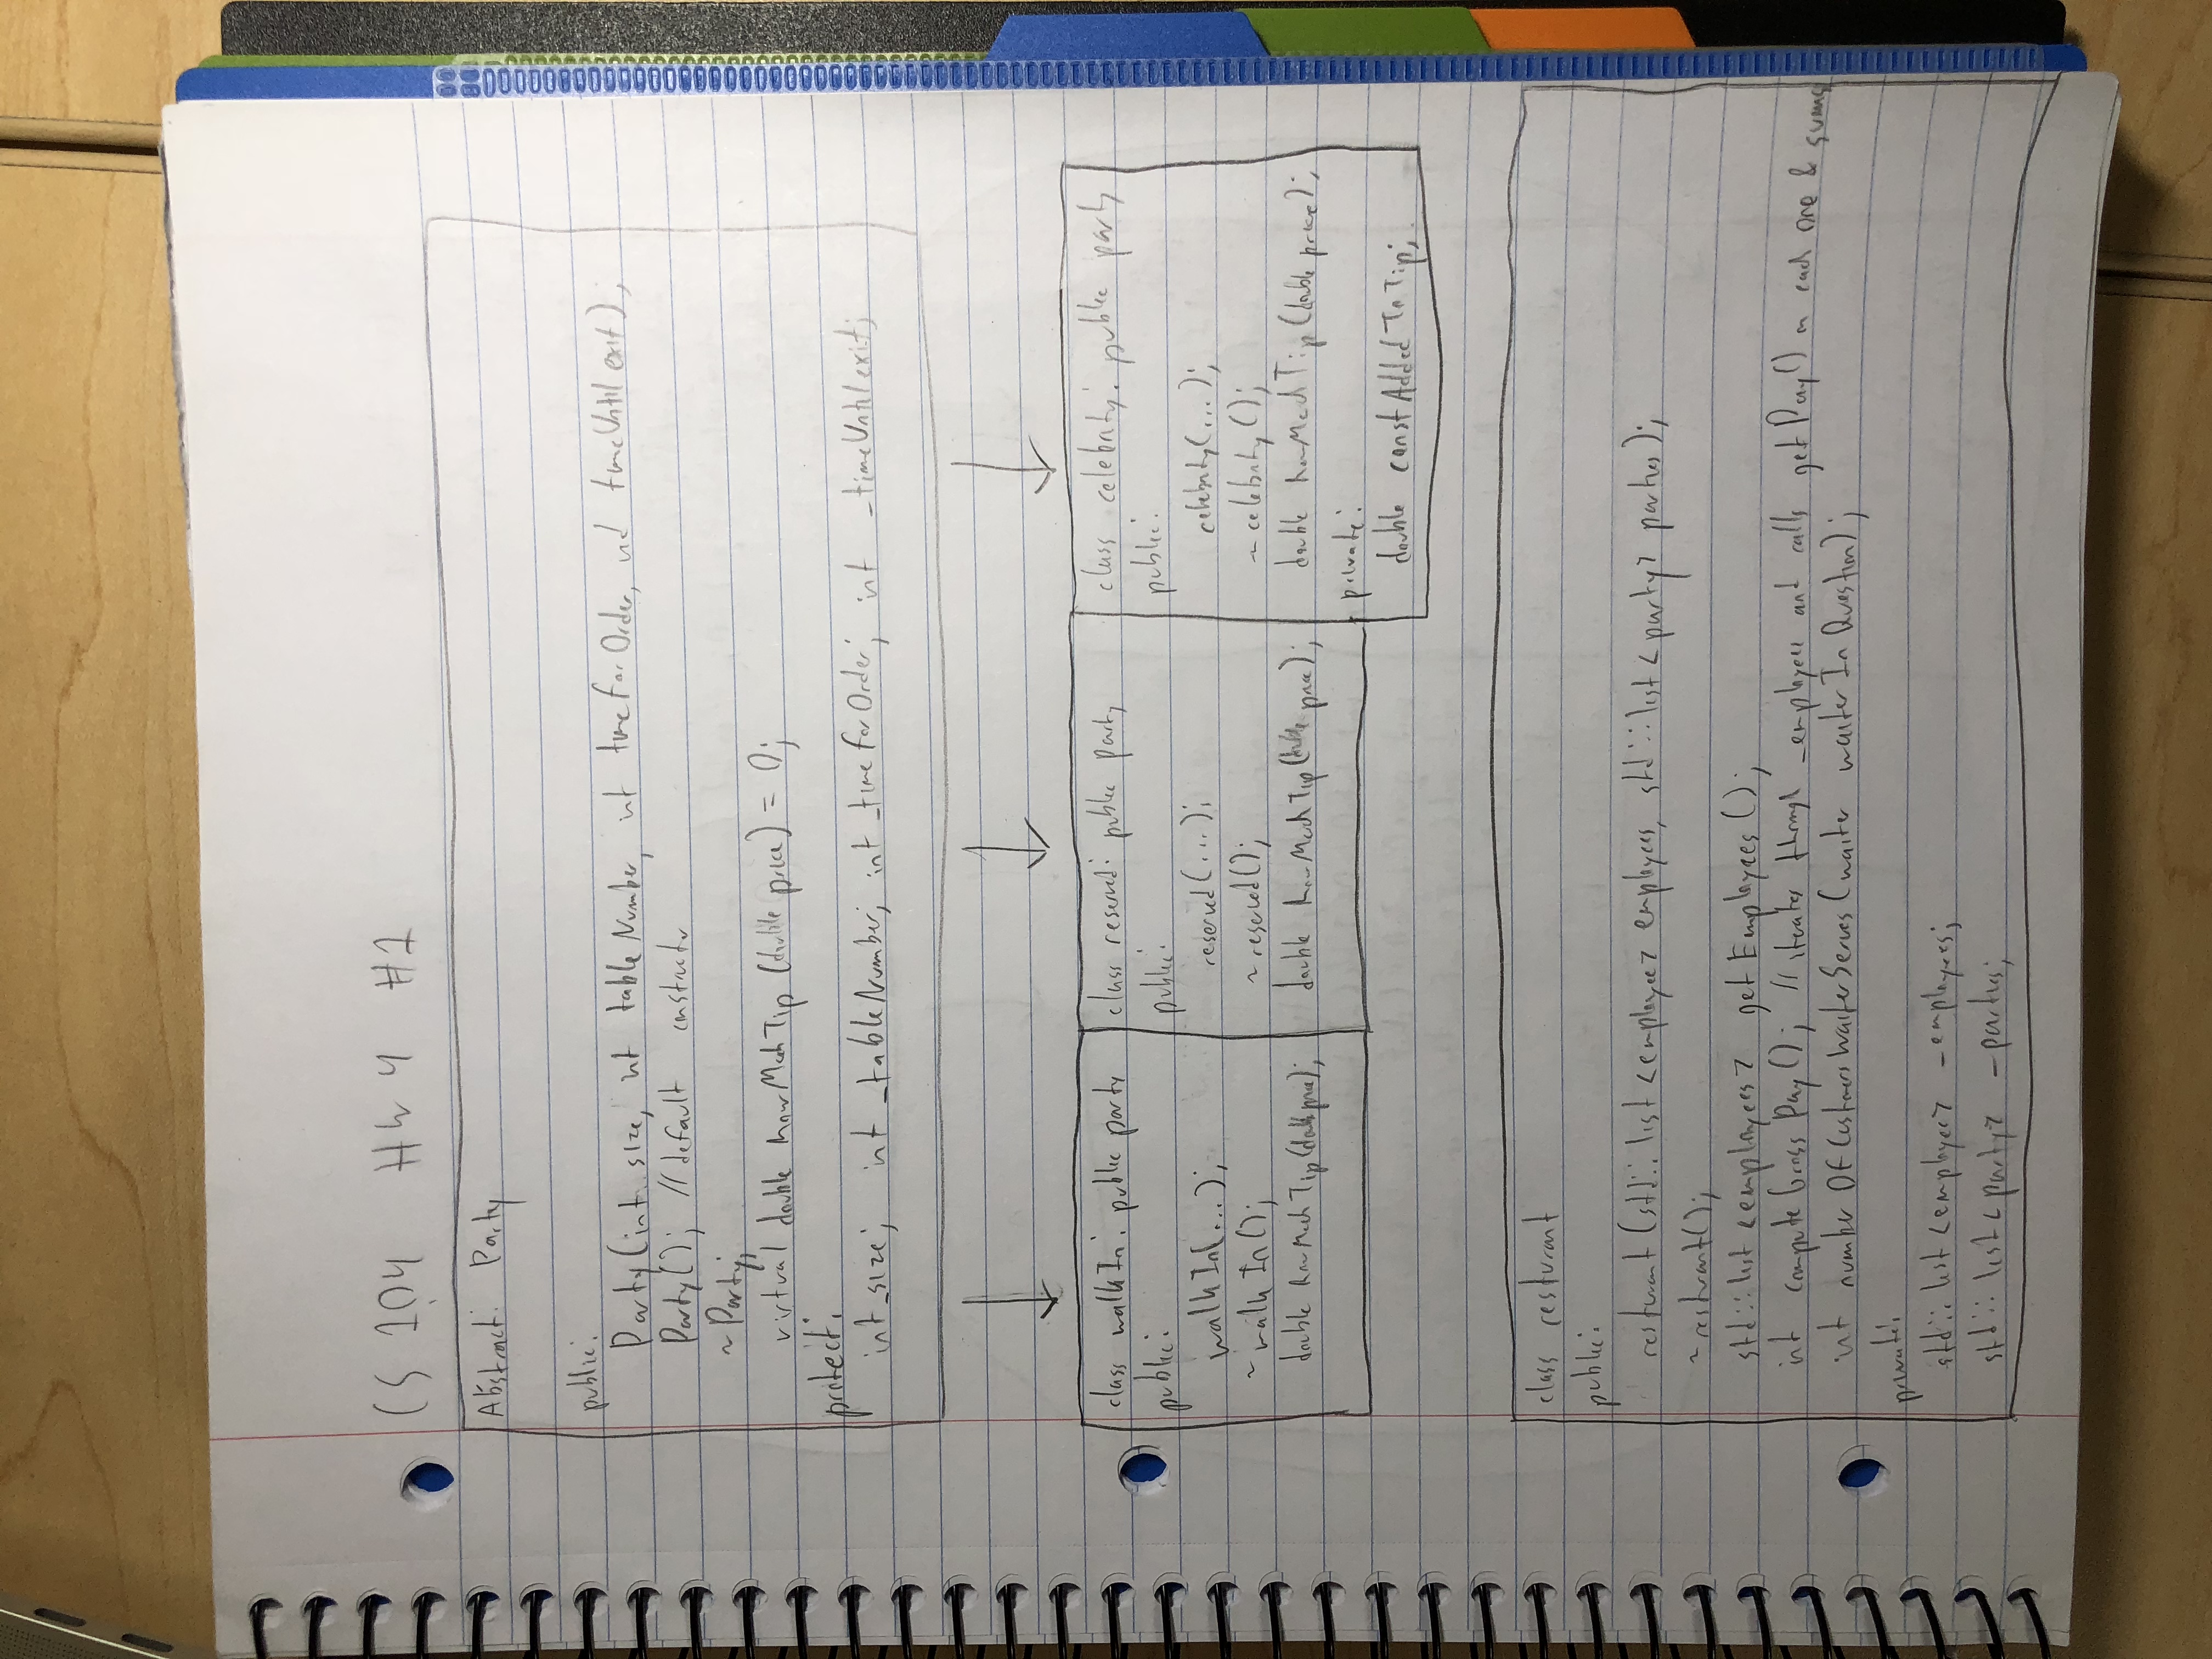 CS 104 HW 4 #1
Abstract: Party
public:
Party(int size, int tableNumber, int timeForOrder, int timeUntilexit);
Party(); // default constructor
~Party;
virtual double howMuchTip (double price) = 0;
protect:
int _size; int _tableNumber; int _timeForOrder; int _timeUntilexit;
class walkIn: public party
public:
walkIn(...);
~walkIn();
double howMuchTip(double price);
class reserved: public party
public:
reserved(...);
~reserved();
double howMuchTip(double price);
class celebrity: public party
public:
celebrity(...);
~celebrity();
double howMuchTip(double price);
private:
double constAddedToTip;
class resturant
public:
resturant (std::list <employee> employees, std::list <party> parties);
~resturant();
std::list <employees> getEmployees();
int computeGrossPay(); // iterates through _employees and calls getPay() on each one & sums
int numberOfCustomersWaiterServes(waiter waiterInQuestion);
private:
std::list <employee> _employees;
std::list <party> _parties;